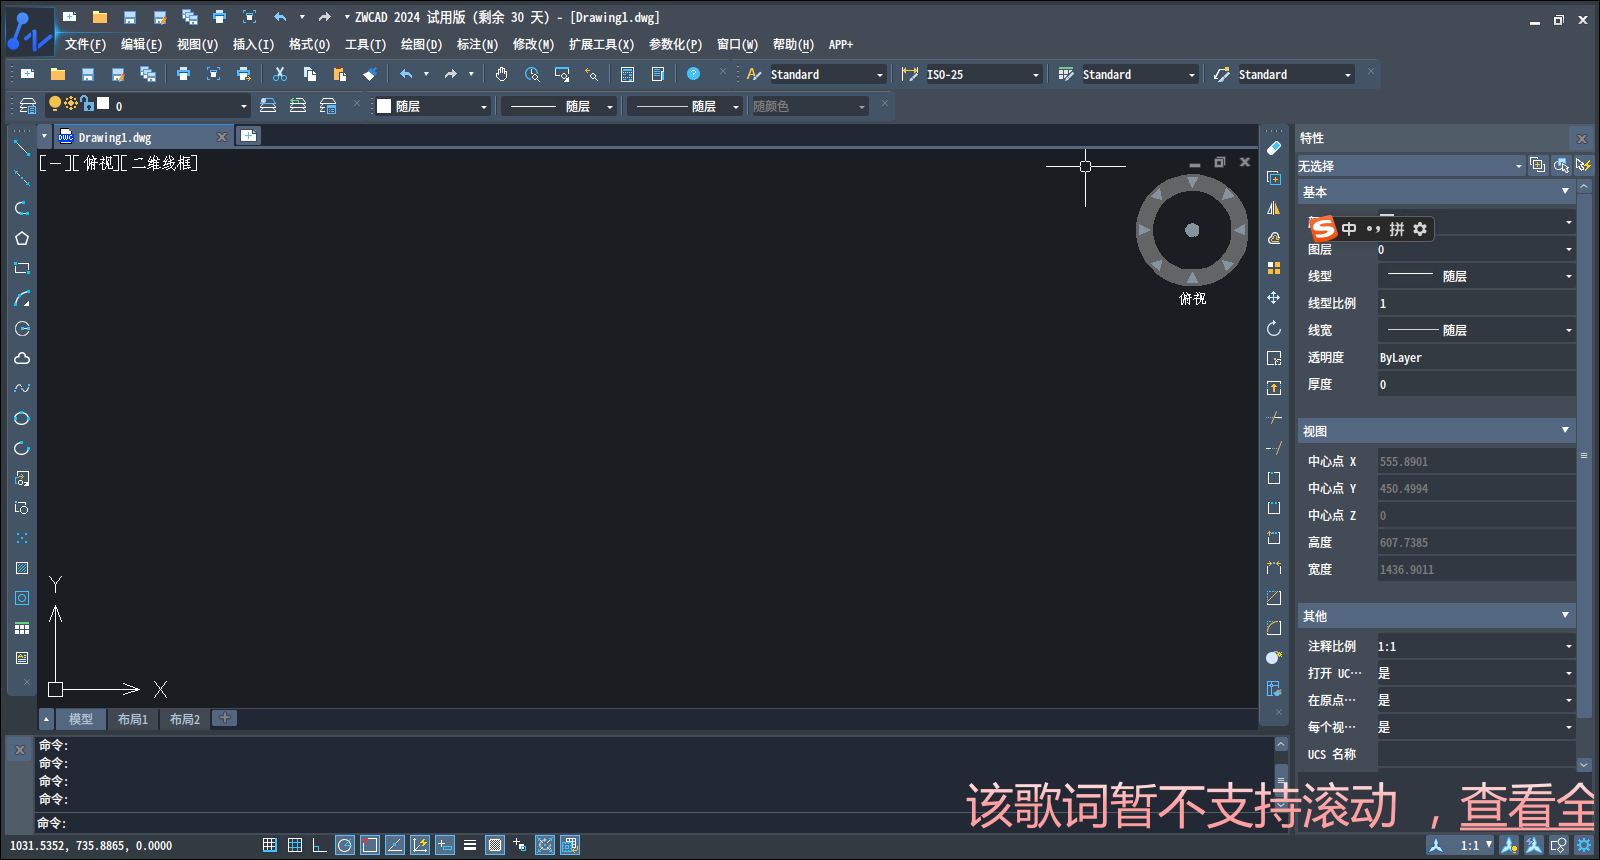 ZWCAD 2024 试用版 (剩余 30 天) - [Drawing1.dwg]
文件(F) 编辑(E) 视图(V) 插入(I) 格式(O) 工具(T) 绘图(D) 标注(N) 修改(M) 扩展工具(X) 参数化(P) 窗口(W) 帮助(H) APP+
Standard ISO-25 Standard Standard
0 随层 随层 随层 随颜色
Drawing1.dwg
[-][俯视][二维线框]
俯视
Y
X
模型 布局1 布局2
命令:
命令:
命令:
命令:
命令:
特性
无选择
基本
中 拼
图层 0
线型 随层
线型比例 1
线宽 随层
透明度 ByLayer
厚度 0
视图
中心点 X 555.8901
中心点 Y 450.4994
中心点 Z 0
高度 607.7385
宽度 1436.9011
其他
注释比例 1:1
打开 UC… 是
在原点… 是
每个视… 是
UCS 名称
该歌词暂不支持滚动 ，查看全
1031.5352, 735.8865, 0.0000
1:1